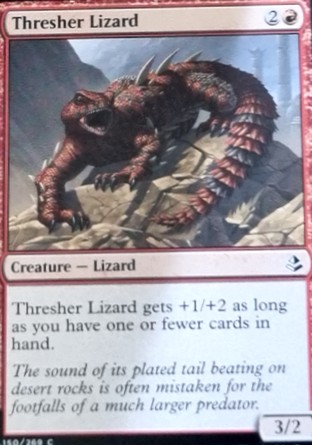 Thresher Lizard 2
Creature — Lizard
Thresher Lizard gets +1/+2 as long
as you have one or fewer cards in
hand.
The sound of its plated tail beating on
desert rocks is often mistaken for the
footfalls of a much larger predator.
3/2
150/269 C